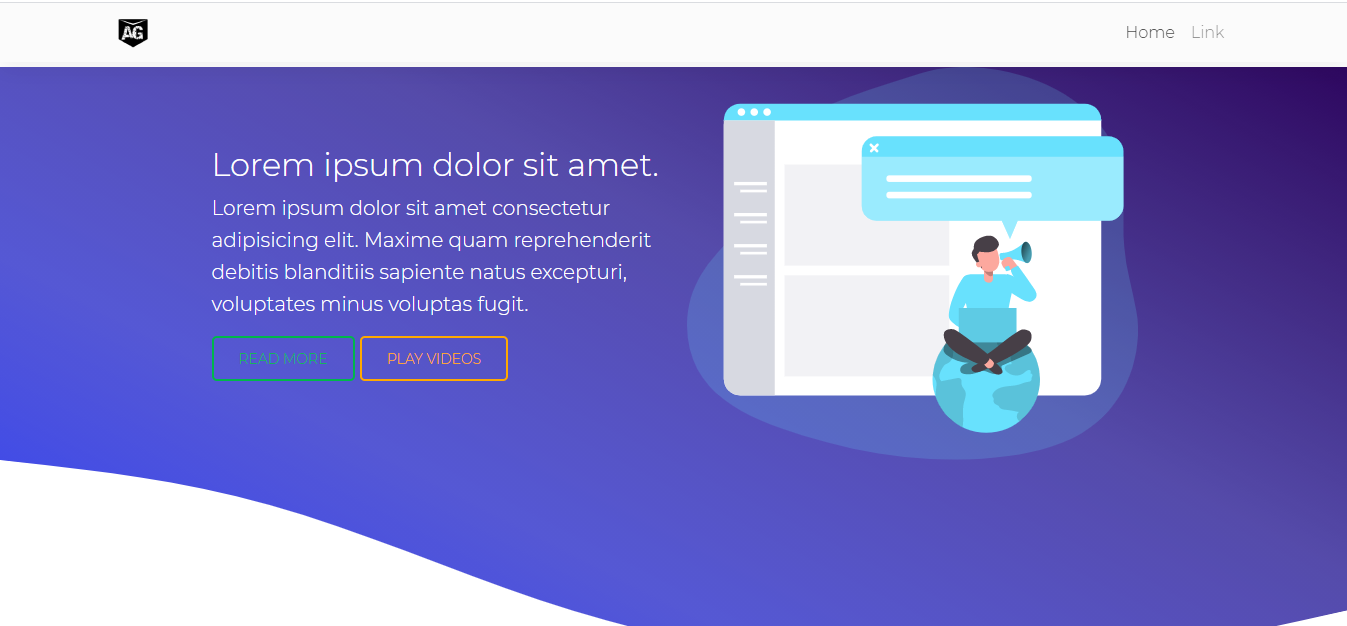 AG
Home Link
Lorem ipsum dolor sit amet.
Lorem ipsum dolor sit amet consectetur
adipisicing elit. Maxime quam reprehenderit
debitis blanditiis sapiente natus excepturi,
voluptates minus voluptas fugit.
READ MORE PLAY VIDEOS